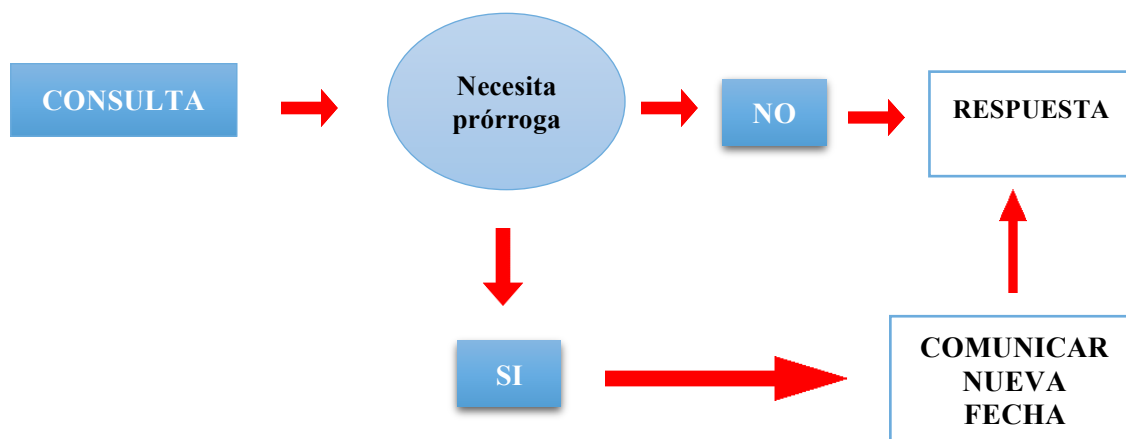 CONSULTA
Necesita
prórroga
NO
RESPUESTA
SI
COMUNICAR
NUEVA
FECHA